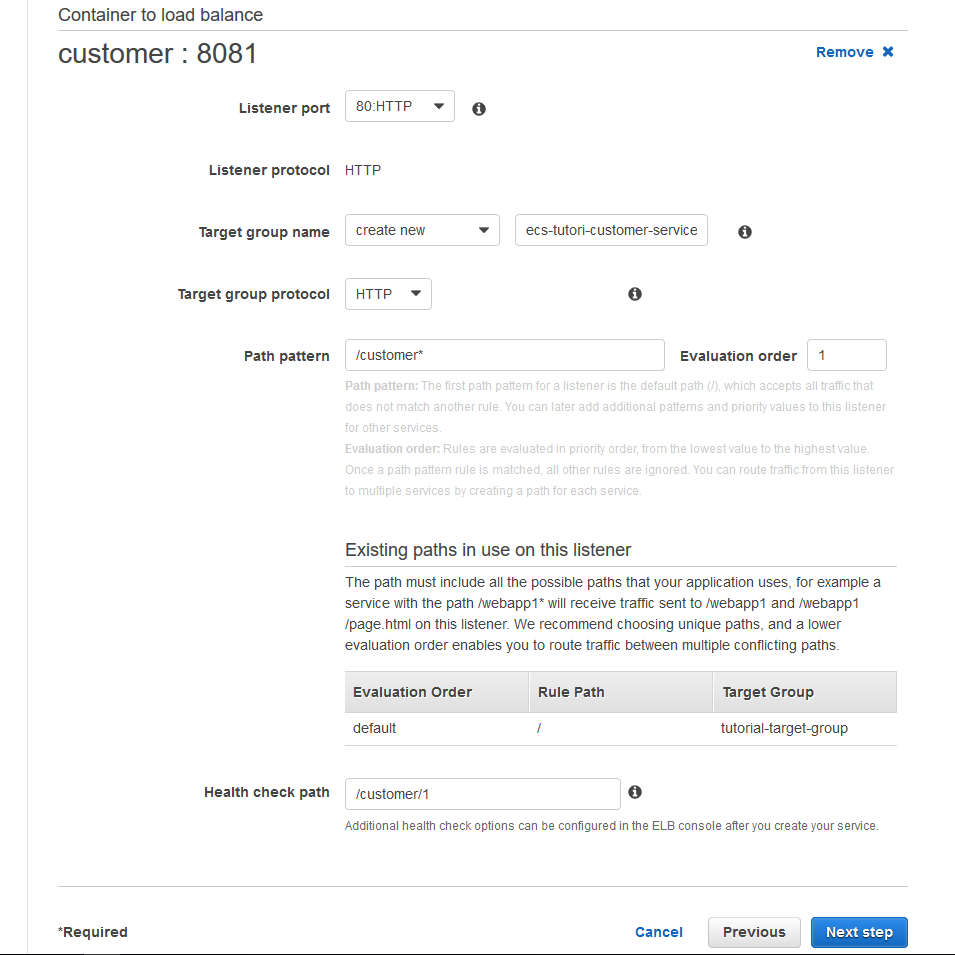 Container to load balance
customer : 8081
Remove ✖
Listener port 80:HTTP
Listener protocol HTTP
Target group name create new ecs-tutori-customer-service
Target group protocol HTTP
Path pattern /customer* Evaluation order 1
Path pattern: The first path pattern for a listener is the default path (/), which accepts all traffic that
does not match another rule. You can later add additional patterns and priority values to this listener
for other services.
Evaluation order: Rules are evaluated in priority order, from the lowest value to the highest value.
Once a path pattern rule is matched, all other rules are ignored. You can route traffic from this listener
to multiple services by creating a path for each service.
Existing paths in use on this listener
The path must include all the possible paths that your application uses, for example a
service with the path /webapp1* will receive traffic sent to /webapp1 and /webapp1
/page.html on this listener. We recommend choosing unique paths, and a lower
evaluation order enables you to route traffic between multiple conflicting paths.
Evaluation Order Rule Path Target Group
default / tutorial-target-group
Health check path /customer/1
Additional health check options can be configured in the ELB console after you create your service.
*Required Cancel Previous Next step